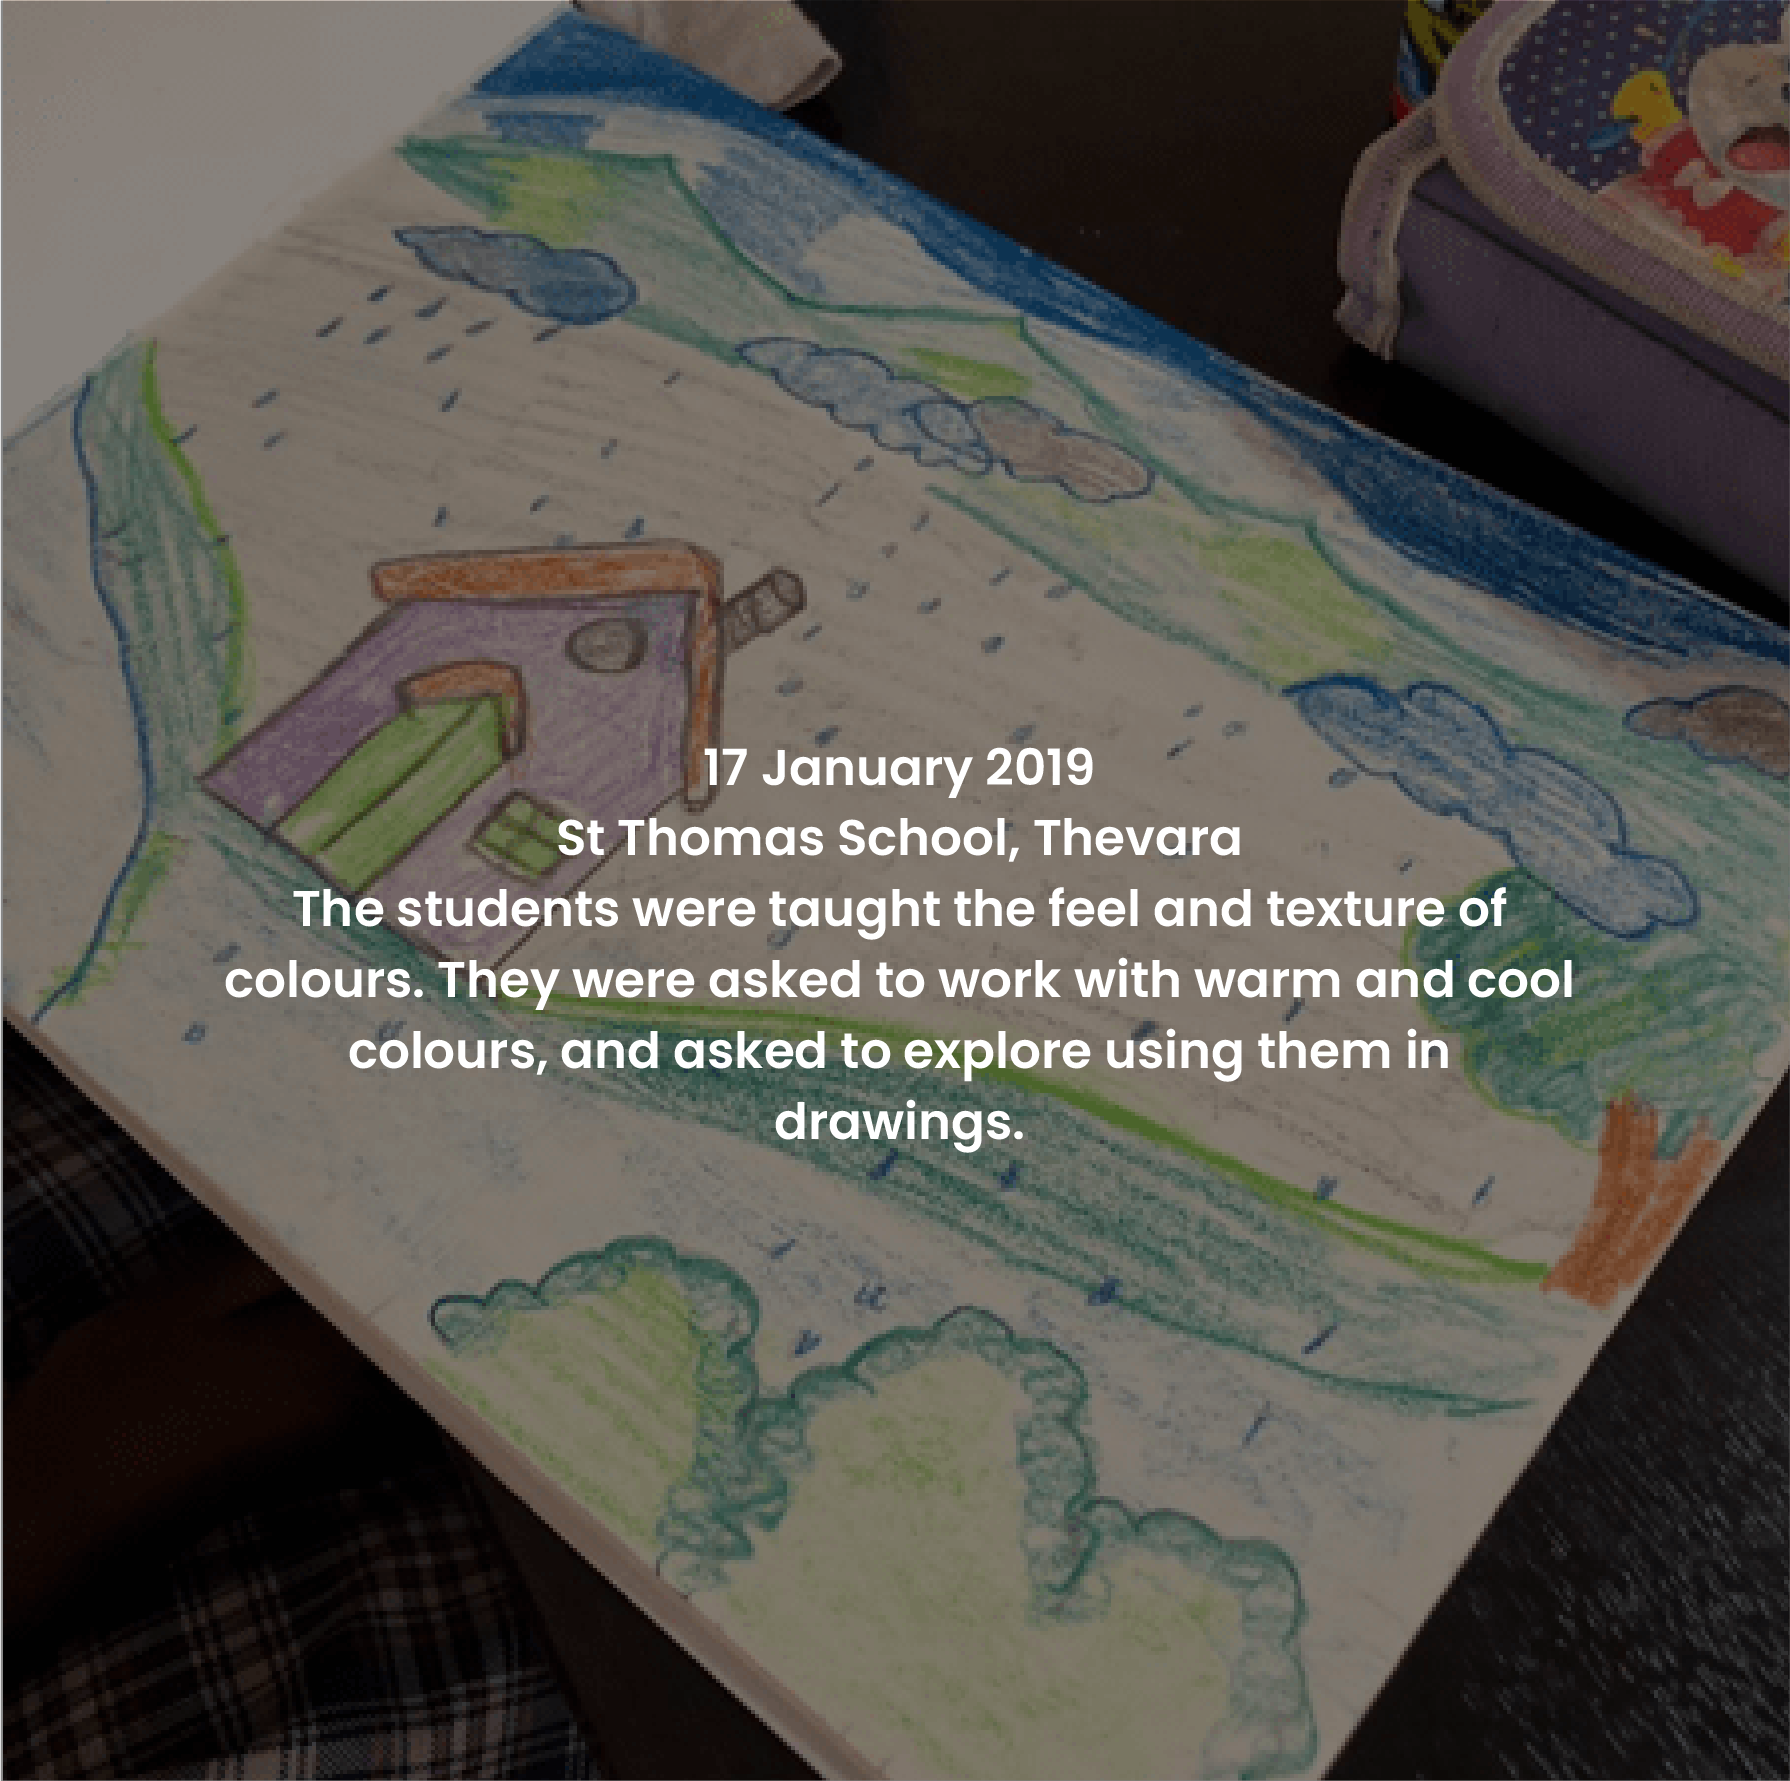 17 January 2019
St Thomas School, Thevara
The students were taught the feel and texture of
colours. They were asked to work with warm and cool
colours, and asked to explore using them in
drawings.